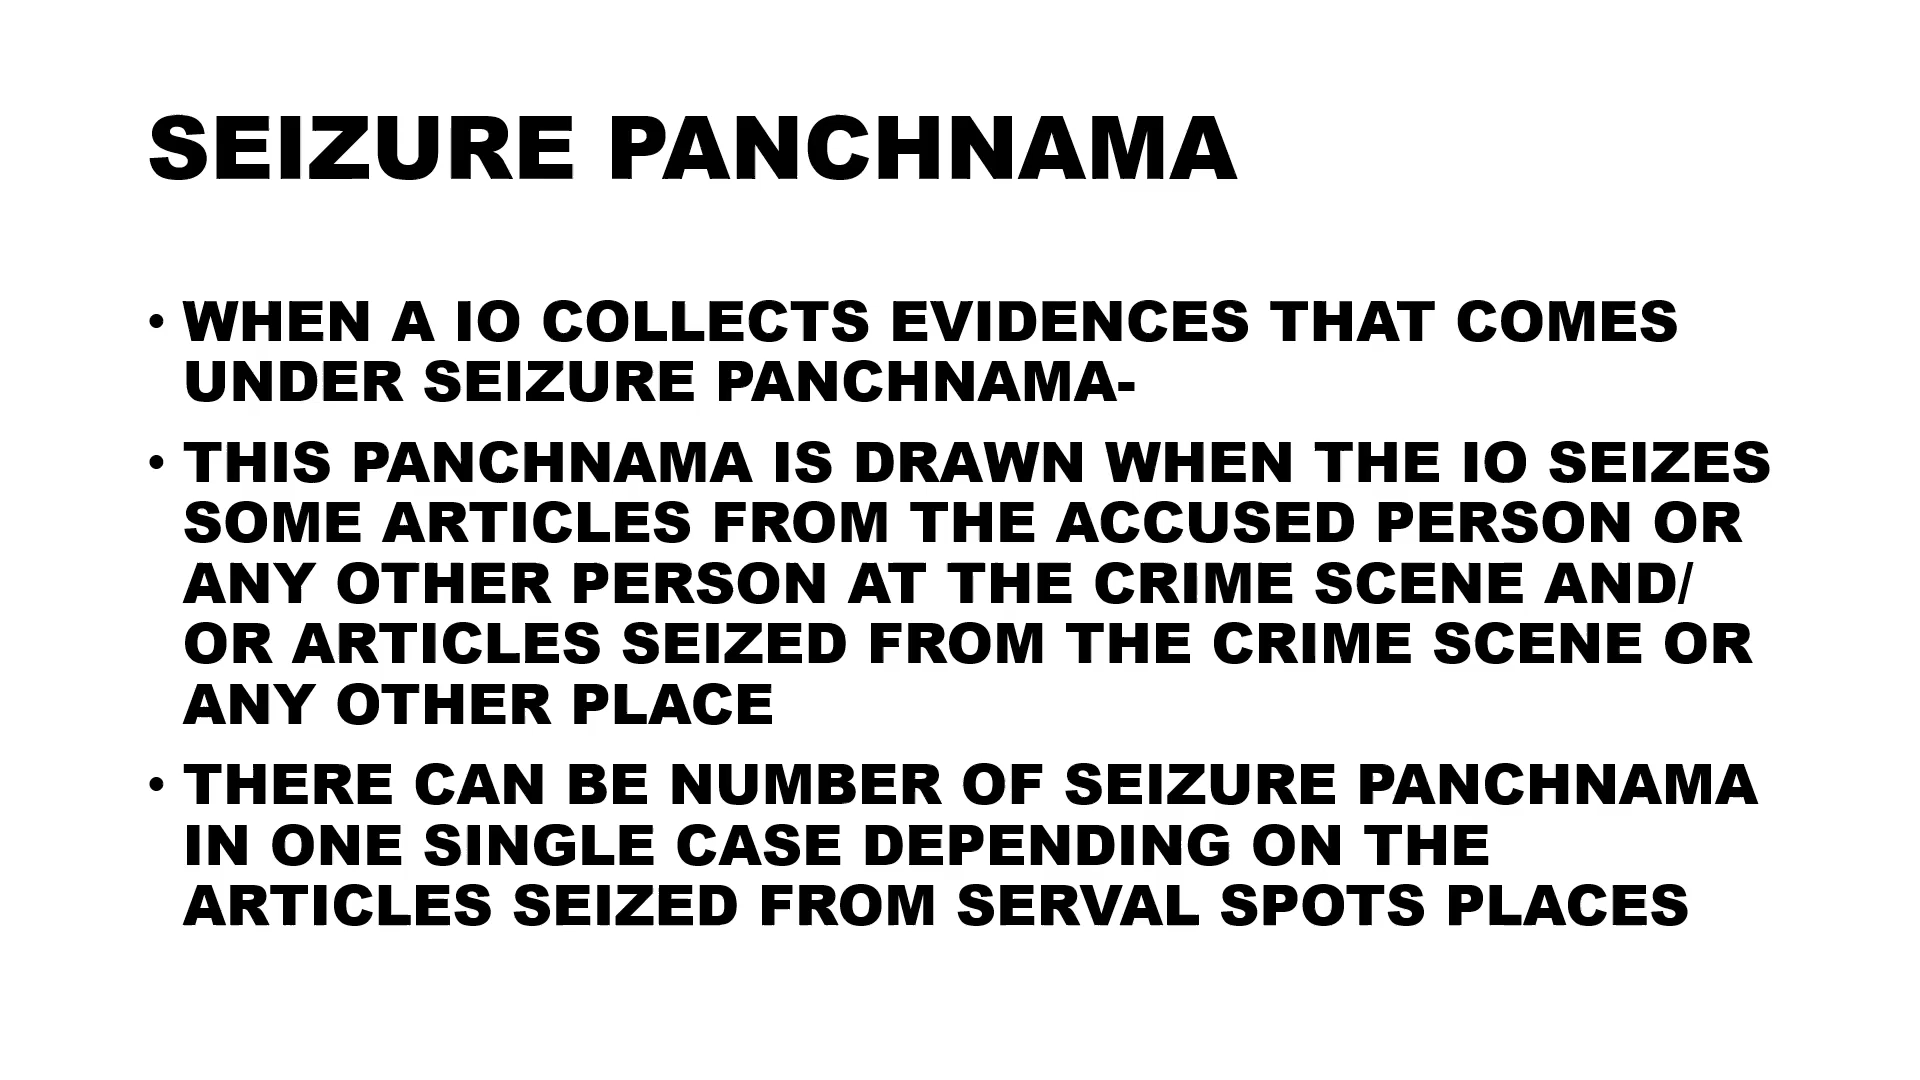 SEIZURE PANCHNAMA
• WHEN A IO COLLECTS EVIDENCES THAT COMES
UNDER SEIZURE PANCHNAMA-
• THIS PANCHNAMA IS DRAWN WHEN THE IO SEIZES
SOME ARTICLES FROM THE ACCUSED PERSON OR
ANY OTHER PERSON AT THE CRIME SCENE AND/
OR ARTICLES SEIZED FROM THE CRIME SCENE OR
ANY OTHER PLACE
• THERE CAN BE NUMBER OF SEIZURE PANCHNAMA
IN ONE SINGLE CASE DEPENDING ON THE
ARTICLES SEIZED FROM SERVAL SPOTS PLACES